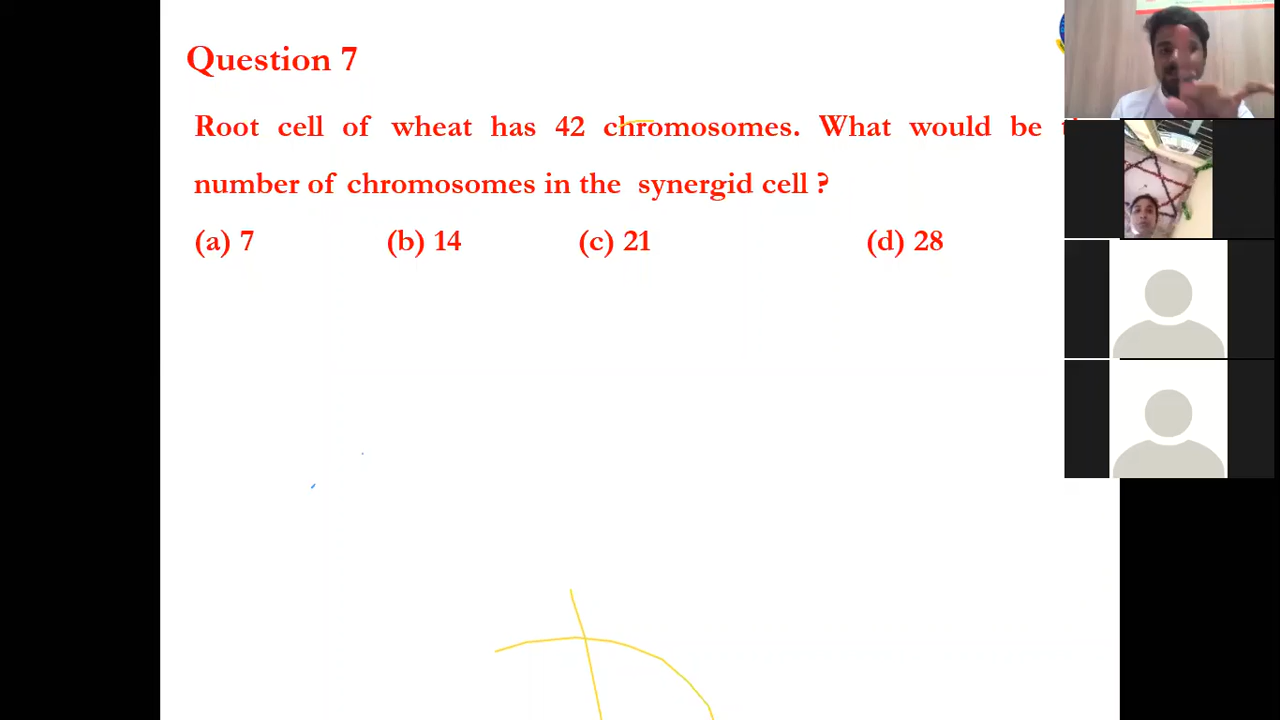 Question 7
Root cell of wheat has 42 chromosomes. What would be
number of chromosomes in the synergid cell ?
(a) 7 (b) 14 (c) 21 (d) 28